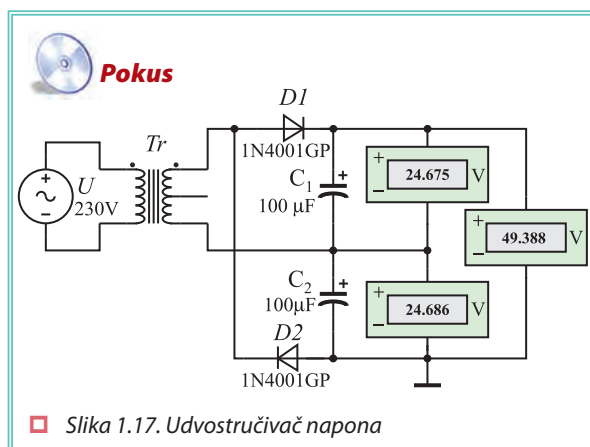 Pokus
D1
1N4001GP
Tr
U
230V
+
~
−
C1
100 µF
+
+
−
24.675
V
+
−
49.388
V
C2
100µF
+
+
−
24.686
V
D2
1N4001GP
Slika 1.17. Udvostručivač napona